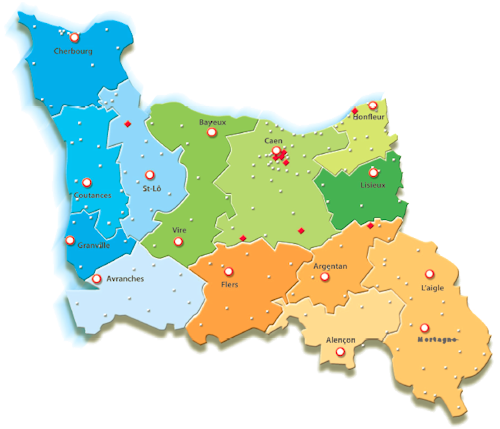 Cherbourg
Honfleur
Bayeux
Caen
Lisieux
St-Lô
Coutances
Vire
Granville
Avranches
Flers
Argentan
L'aigle
Alençon
Mortagne